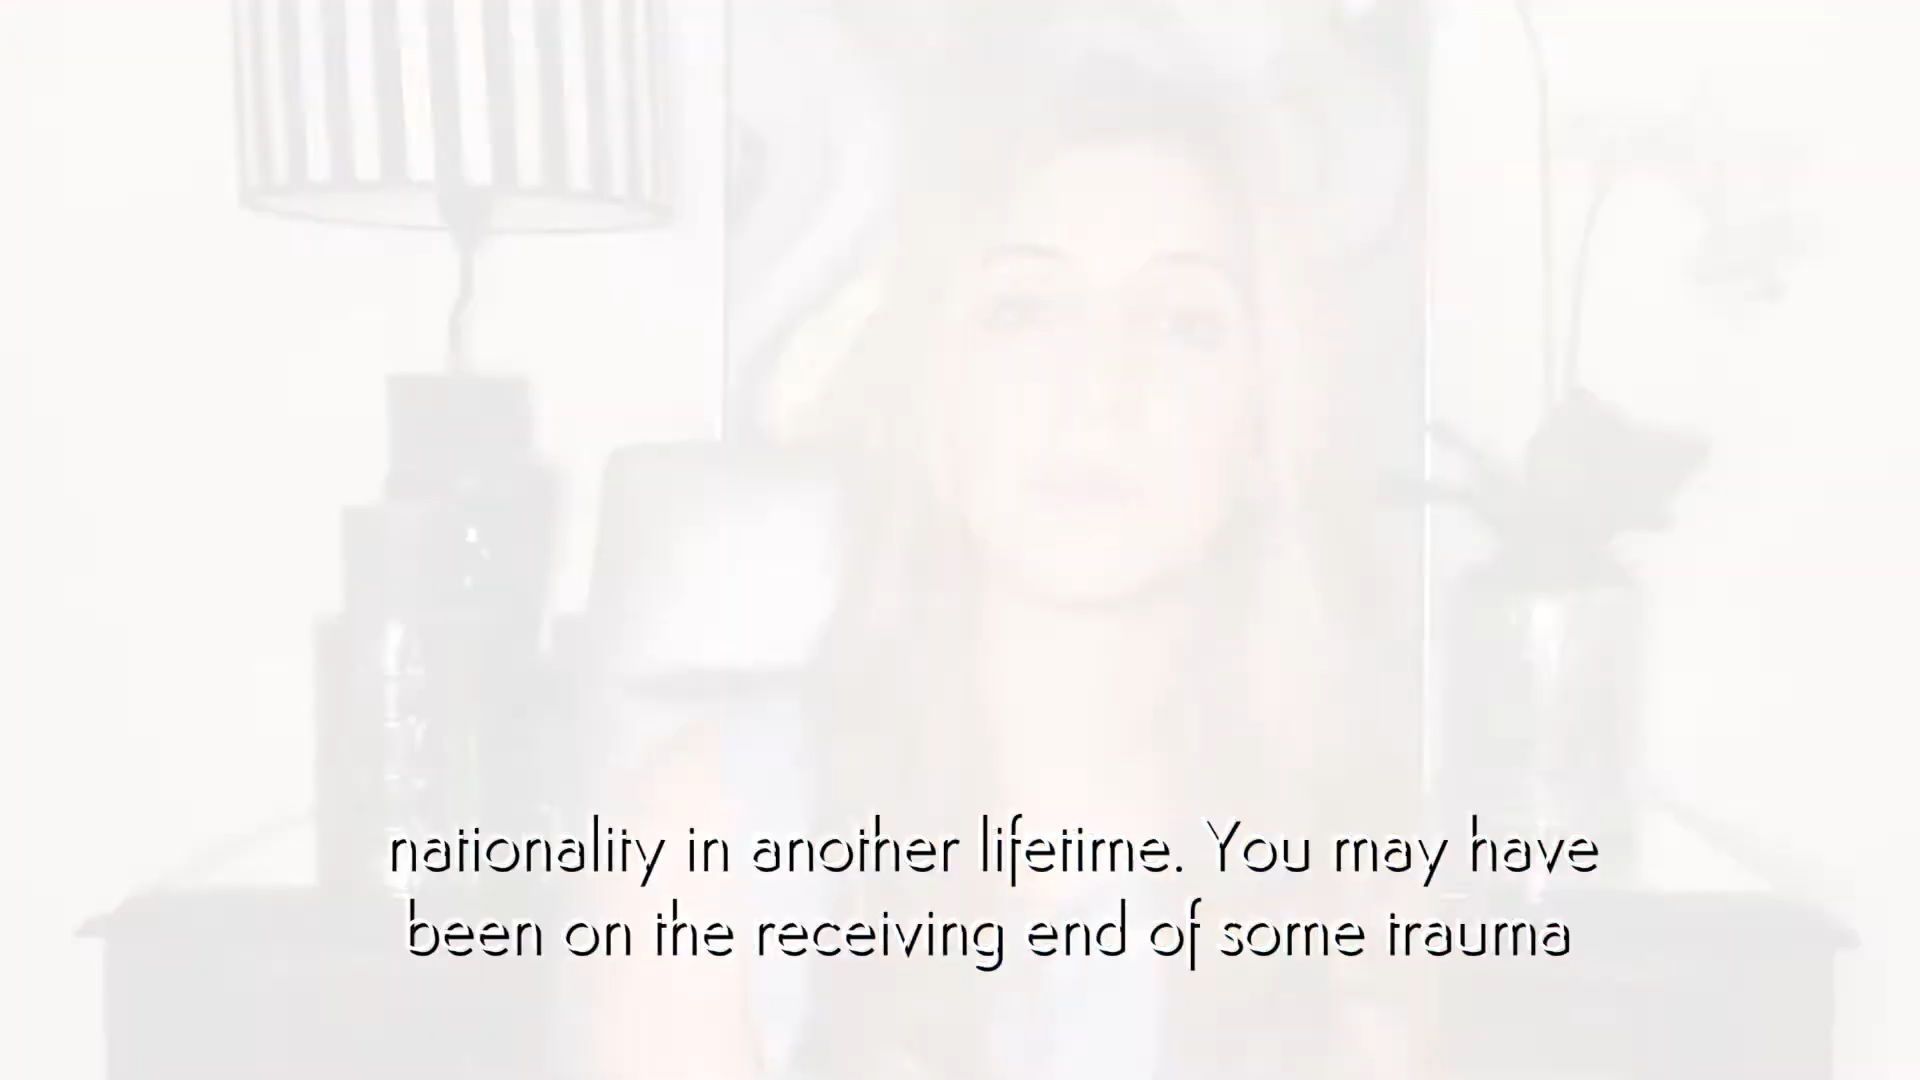 nationality in another lifetime. You may have
been on the receiving end of some trauma